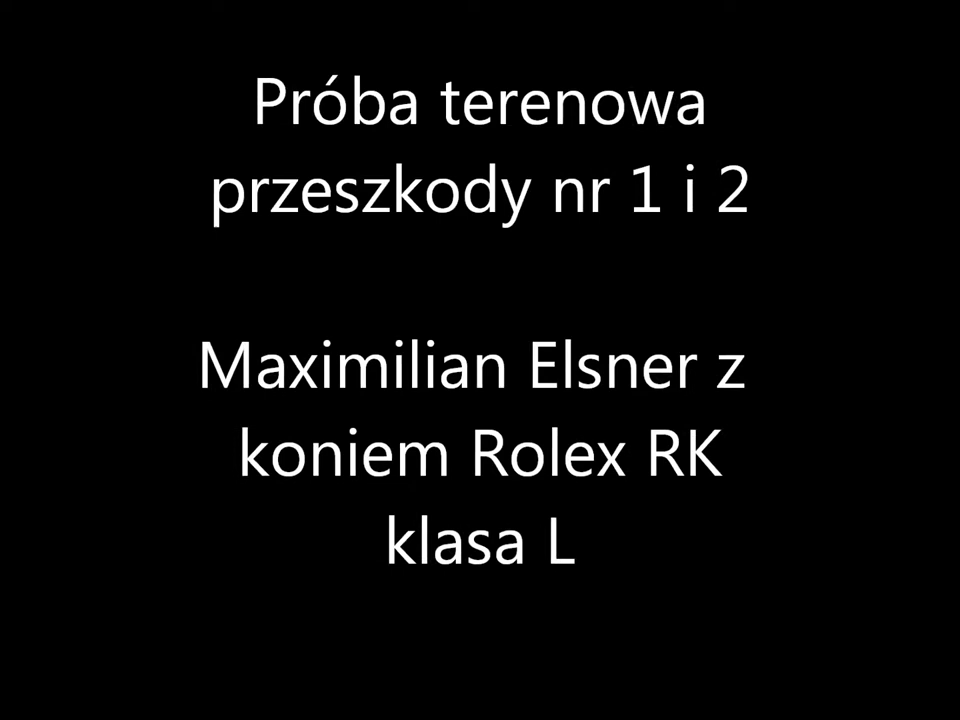 Próba terenowa
przeszkody nr 1 i 2
Maximilian Elsner z
koniem Rolex RK
klasa L